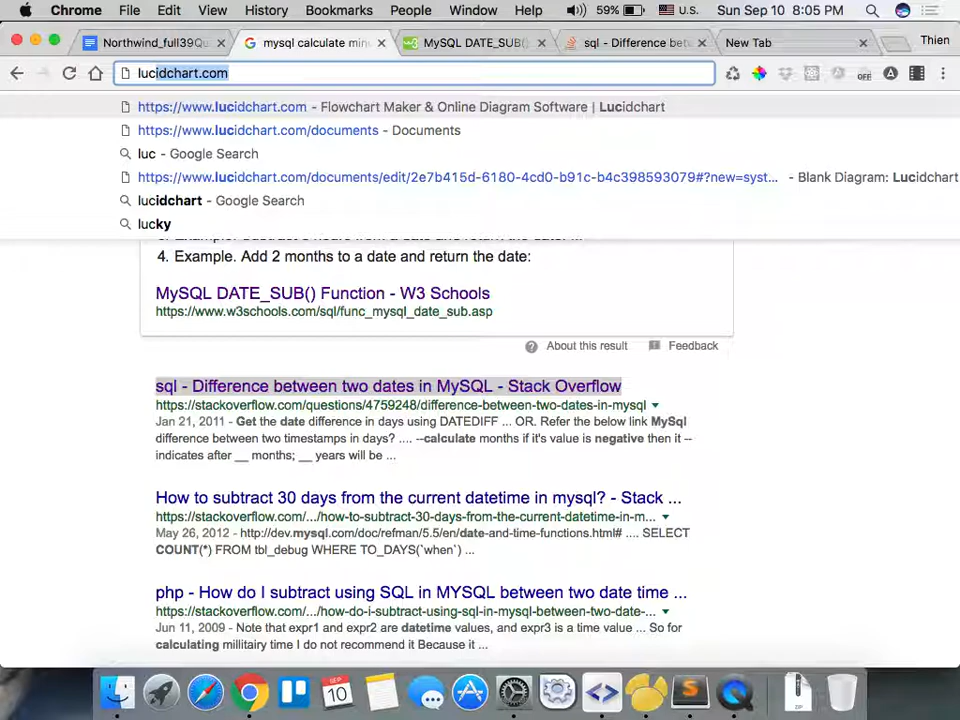 Chrome File Edit View History Bookmarks People Window Help 59% U.S. Sun Sep 10 8:05 PM
Northwind_full39Qu mysql calculate minu MySQL DATE_SUB() sql - Difference betw New Tab Thien
lucidchart.com
OFF
https://www.lucidchart.com - Flowchart Maker & Online Diagram Software | Lucidchart
https://www.lucidchart.com/documents - Documents
luc - Google Search
https://www.lucidchart.com/documents/edit/2e7b415d-6180-4cd0-b91c-b4c398593079#?new=syst... - Blank Diagram: Lucidchart
lucidchart - Google Search
lucky
4. Example. Add 2 months to a date and return the date:
MySQL DATE_SUB() Function - W3 Schools
https://www.w3schools.com/sql/func_mysql_date_sub.asp
About this result Feedback
sql - Difference between two dates in MySQL - Stack Overflow
https://stackoverflow.com/questions/4759248/difference-between-two-dates-in-mysql
Jan 21, 2011 - Get the date difference in days using DATEDIFF ... OR. Refer the below link MySql
difference between two timestamps in days? .... --calculate months if it's value is negative then it --
indicates after __ months; __ years will be ...
How to subtract 30 days from the current datetime in mysql? - Stack ...
https://stackoverflow.com/.../how-to-subtract-30-days-from-the-current-datetime-in-m...
May 26, 2012 - http://dev.mysql.com/doc/refman/5.5/en/date-and-time-functions.html# .... SELECT
COUNT(*) FROM tbl_debug WHERE TO_DAYS(`when`) ...
php - How do I subtract using SQL in MYSQL between two date time ...
https://stackoverflow.com/.../how-do-i-subtract-using-sql-in-mysql-between-two-date-...
Jun 11, 2009 - Note that expr1 and expr2 are datetime values, and expr3 is a time value ... So for
calculating millitairy time I do not recommend it Because it ...
SEP
10
ZIP